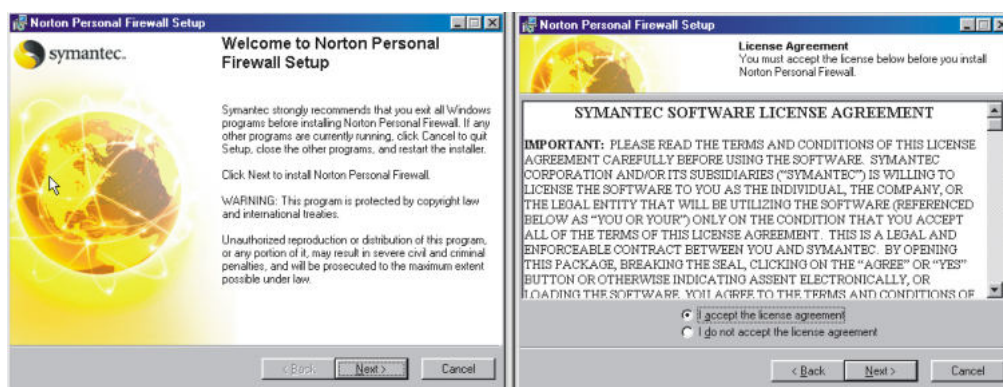 Norton Personal Firewall Setup
symantec.
Welcome to Norton Personal
Firewall Setup
Symantec strongly recommends that you exit all Windows
programs before installing Norton Personal Firewall. If any
other programs are currently running, click Cancel to quit
Setup, close the other programs, and restart the installer.
Click Next to install Norton Personal Firewall.
WARNING: This program is protected by copyright law
and international treaties.
Unauthorized reproduction or distribution of this program,
or any portion of it, may result in severe civil and criminal
penalties, and will be prosecuted to the maximum extent
possible under law.
< Back
Next >
Cancel
Norton Personal Firewall Setup
License Agreement
You must accept the license below before you install
Norton Personal Firewall.
SYMANTEC SOFTWARE LICENSE AGREEMENT
IMPORTANT: PLEASE READ THE TERMS AND CONDITIONS OF THIS LICENSE
AGREEMENT CAREFULLY BEFORE USING THE SOFTWARE. SYMANTEC
CORPORATION AND/OR ITS SUBSIDIARIES ("SYMANTEC") IS WILLING TO
LICENSE THE SOFTWARE TO YOU AS THE INDIVIDUAL, THE COMPANY, OR
THE LEGAL ENTITY THAT WILL BE UTILIZING THE SOFTWARE (REFERENCED
BELOW AS "YOU OR YOUR") ONLY ON THE CONDITION THAT YOU ACCEPT
ALL OF THE TERMS OF THIS LICENSE AGREEMENT. THIS IS A LEGAL AND
ENFORCEABLE CONTRACT BETWEEN YOU AND SYMANTEC. BY OPENING
THIS PACKAGE, BREAKING THE SEAL, CLICKING ON THE "AGREE" OR "YES"
BUTTON OR OTHERWISE INDICATING ASSENT ELECTRONICALLY, OR
LOADING THE SOFTWARE, YOU AGREE TO THE TERMS AND CONDITIONS OF
I accept the license agreement
I do not accept the license agreement
< Back
Next >
Cancel